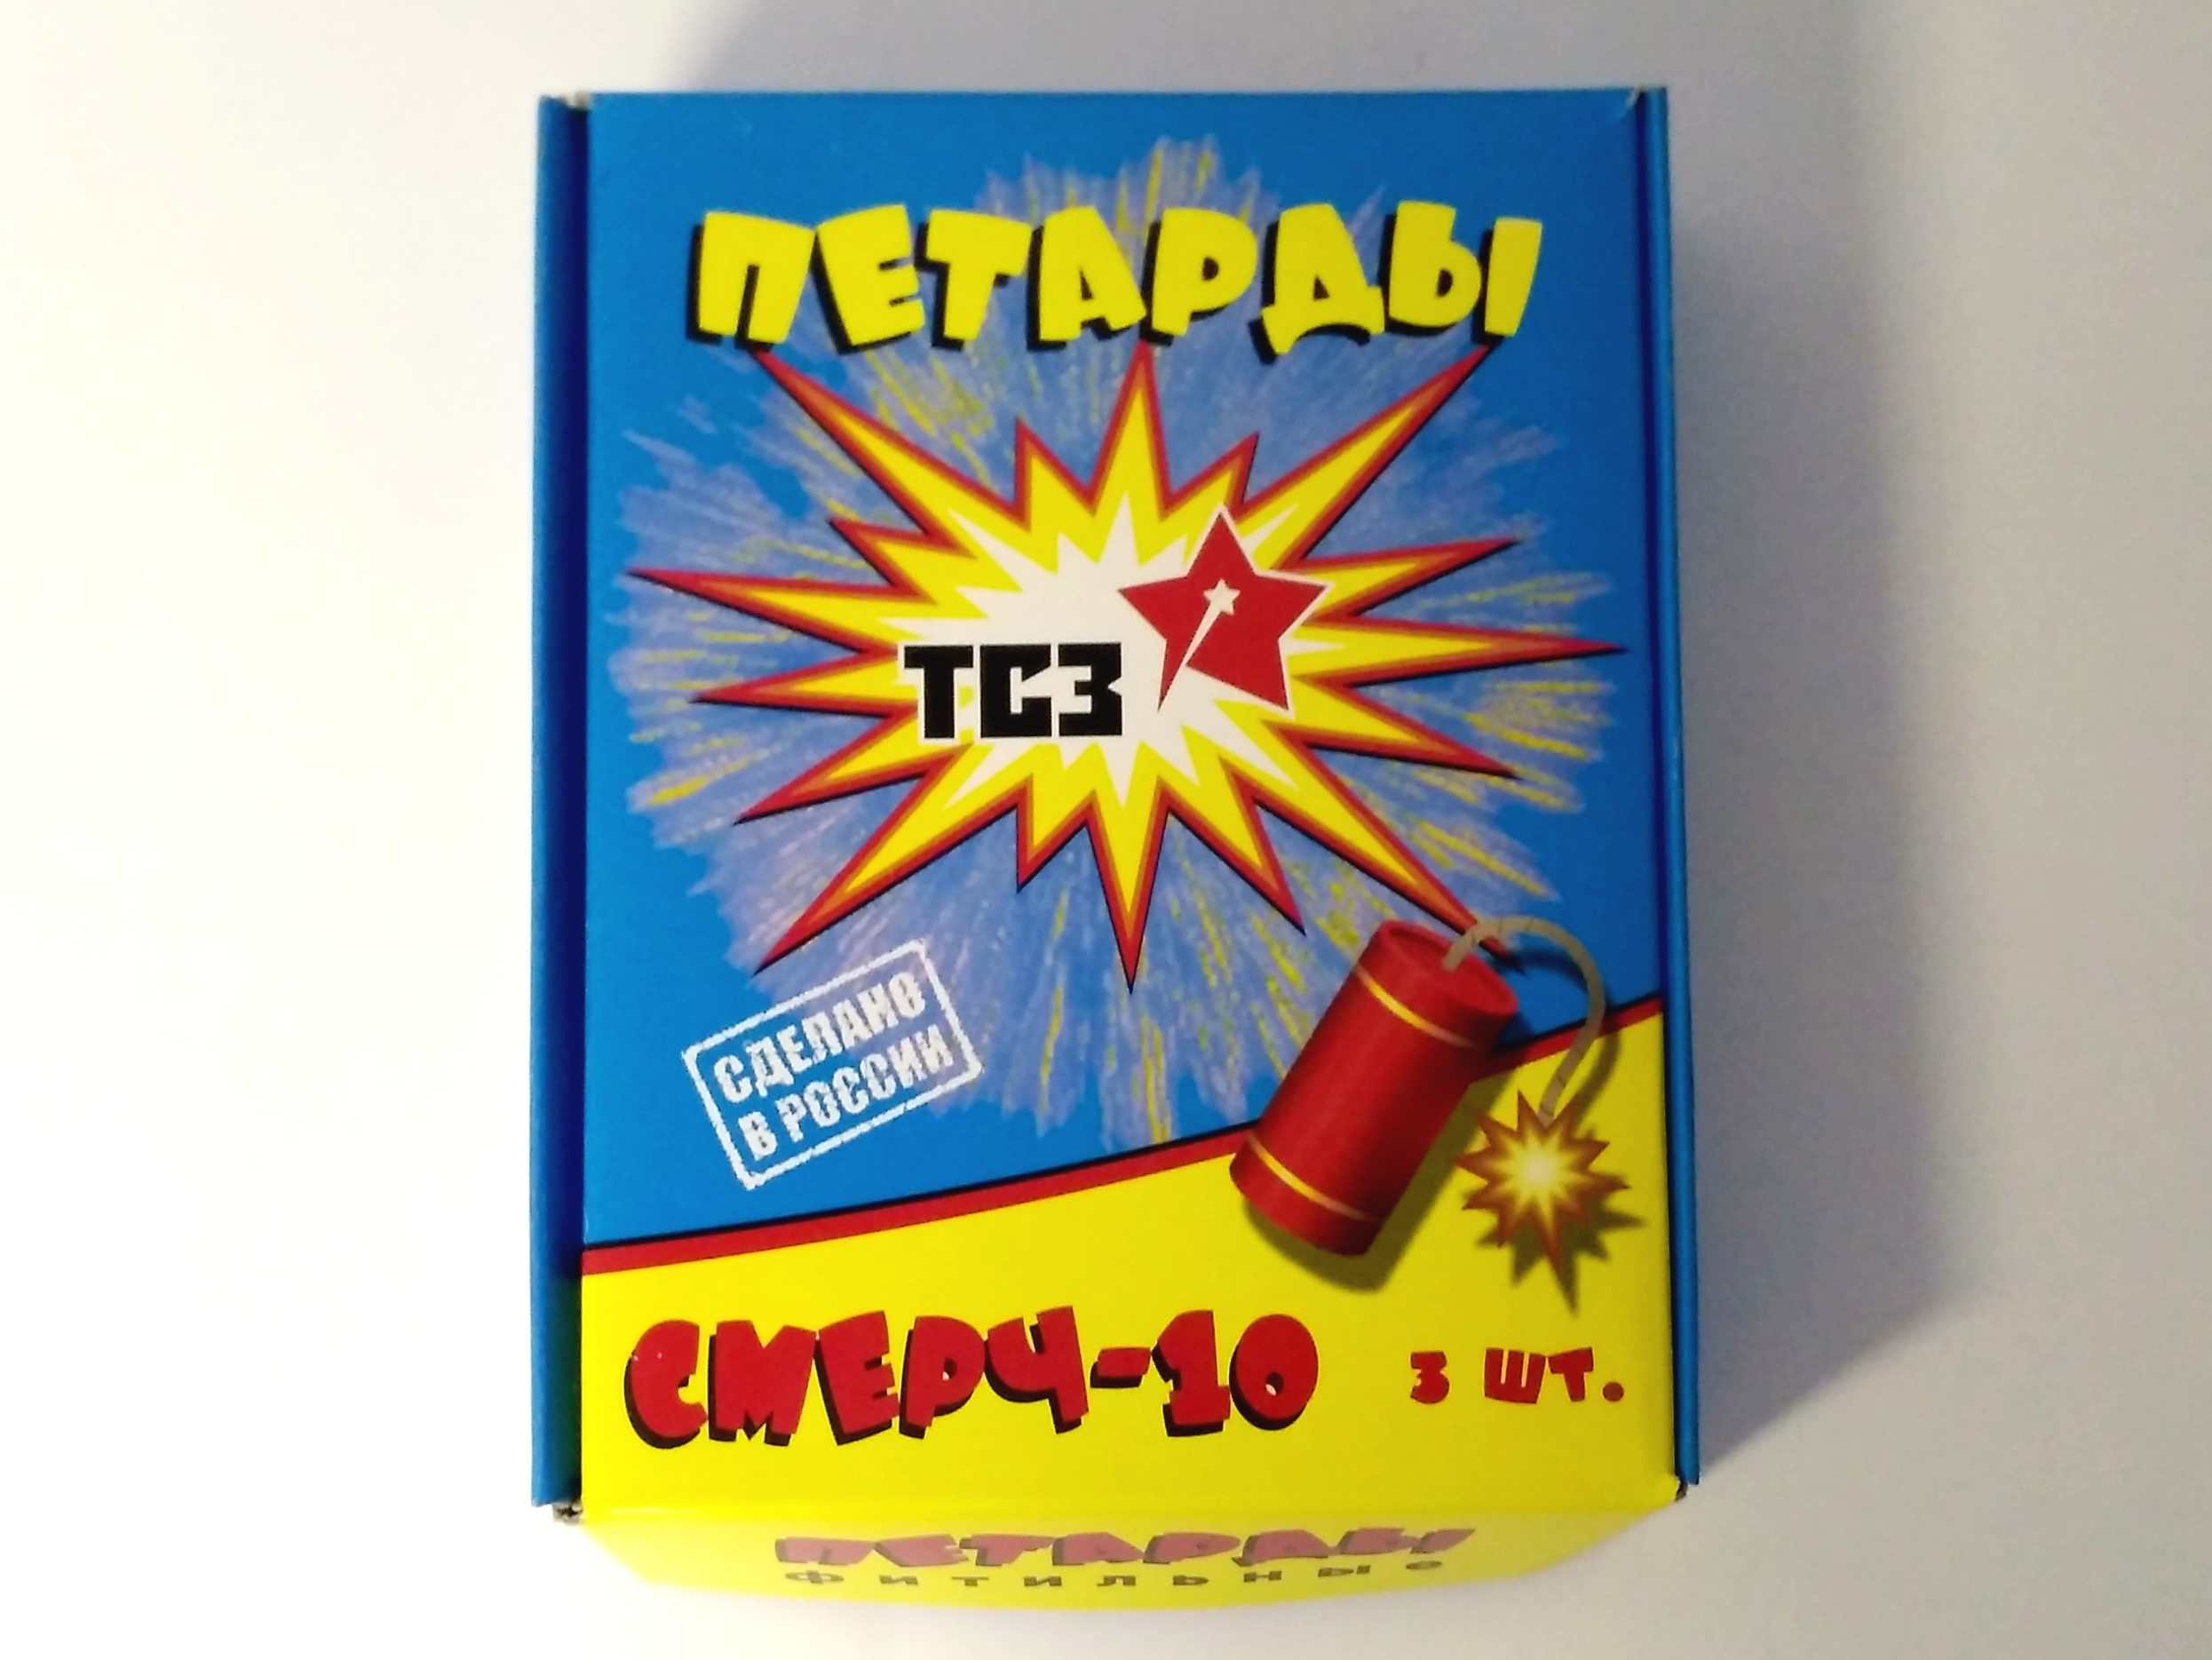 ПЕТАРДЫ
ТСЗ
СДЕЛАНО
В РОССИИ
СМЕРЧ-10 3 ШТ.
ПЕТАРДЫ
ФИТИЛЬНЫЕ